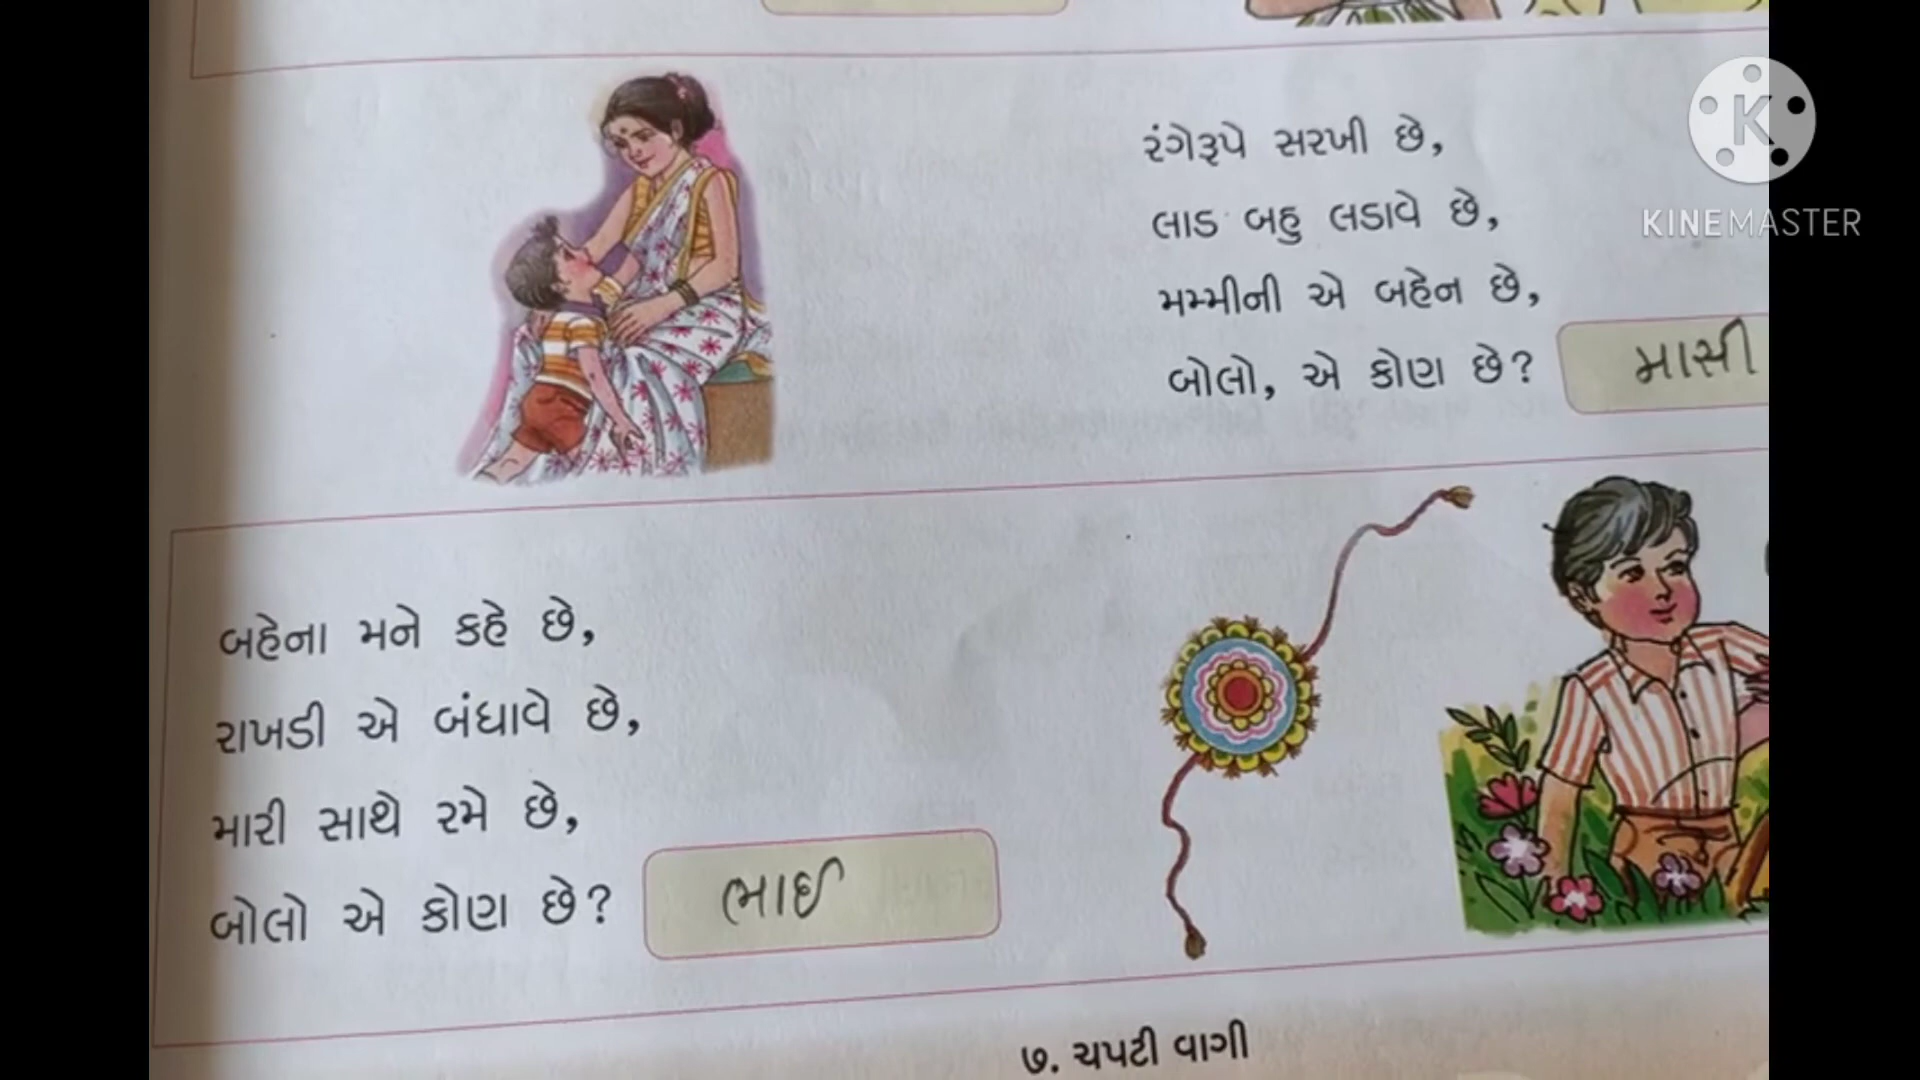 રંગેરૂપે સરખી છે,
લાડ બહુ લડાવે છે,
મમ્મીની એ બહેન છે,
બોલો, એ કોણ છે? માસી
KINEMASTER
બહેના મને કહે છે,
રાખડી એ બંધાવે છે,
મારી સાથે રમે છે,
બોલો એ કોણ છે? ભાઈ
૭. ચપટી વાગી